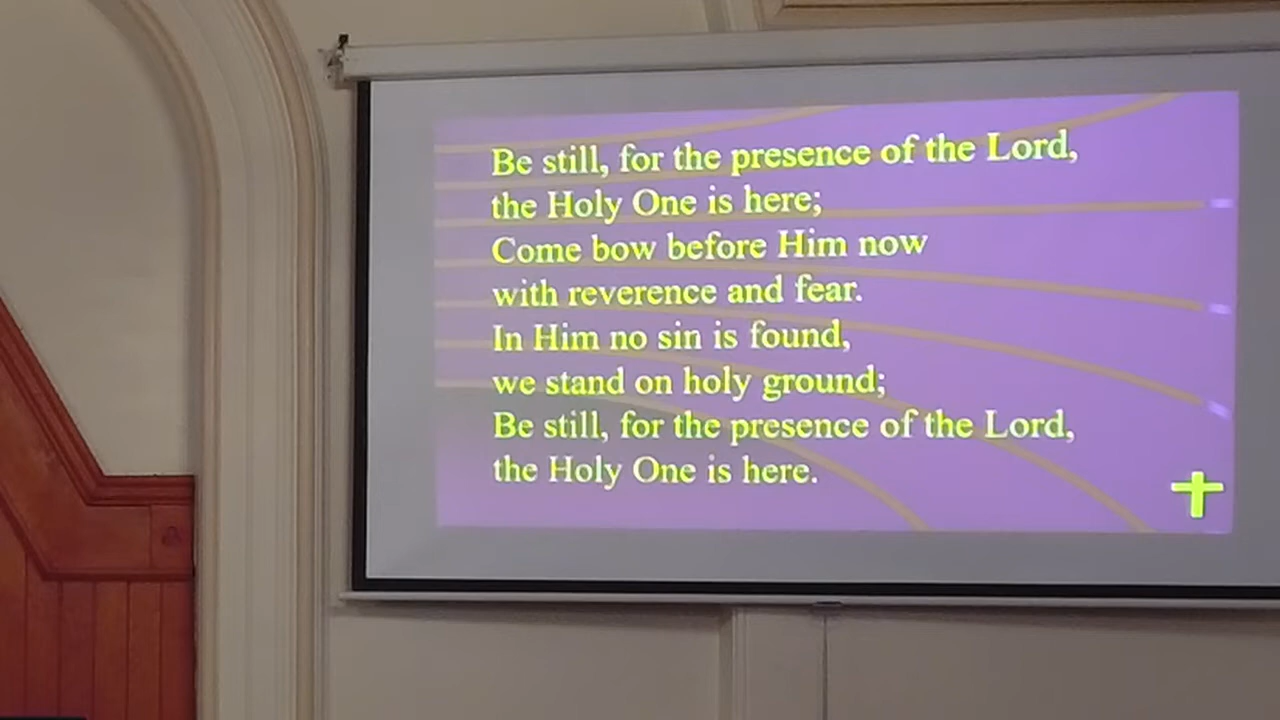 Be still, for the presence of the Lord,
the Holy One is here;
Come bow before Him now
with reverence and fear.
In Him no sin is found,
we stand on holy ground;
Be still, for the presence of the Lord,
the Holy One is here.